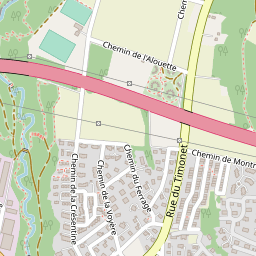 Chemin de l'Alouette
Chemin de Montr
Rue du Timonet
Chemin du Ferrage
Chemin de la Voyère
Chemin de la Crésentine